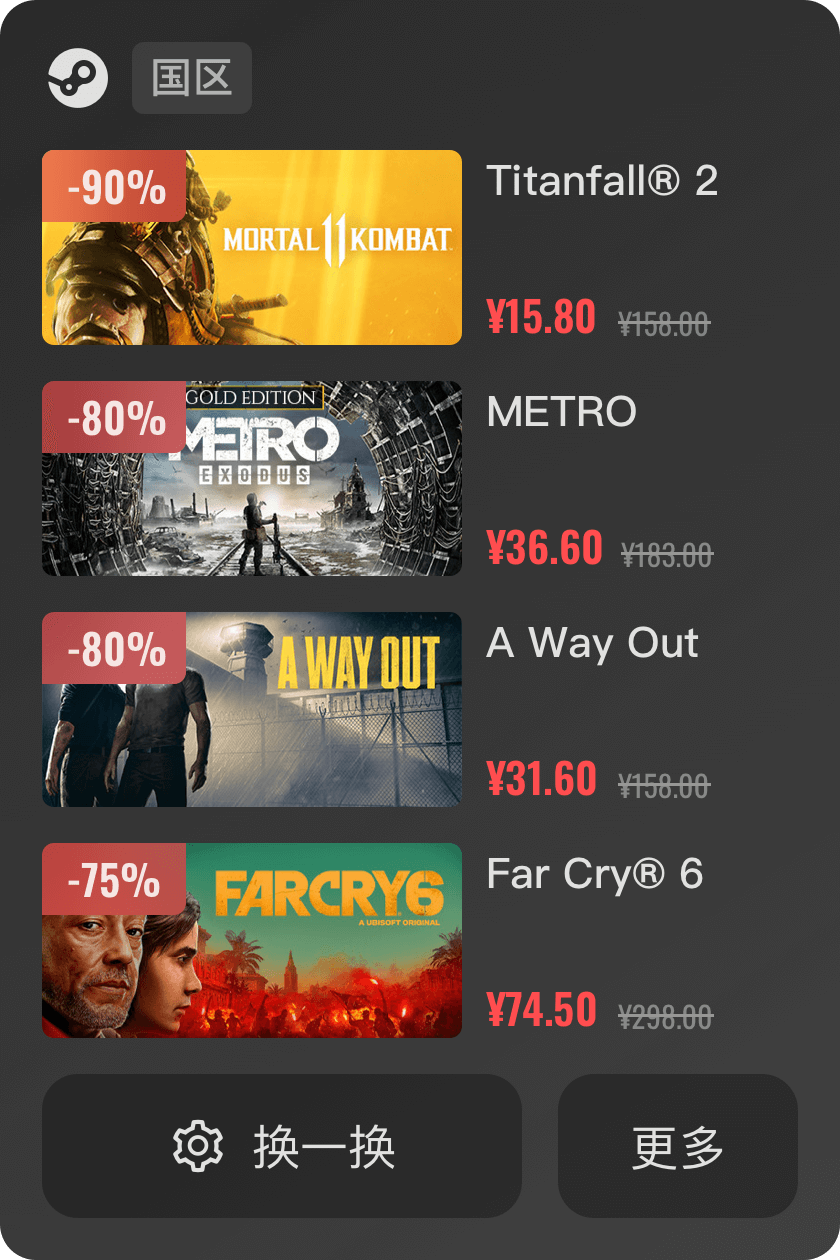 国区
-90%
MORTAL 11 KOMBAT
Titanfall® 2
¥15.80 ¥158.00
-80%
GOLD EDITION
METRO
EXODUS
METRO
¥36.60 ¥183.00
-80%
A WAY OUT
A Way Out
¥31.60 ¥158.00
-75%
FARCRY6
A UBISOFT ORIGINAL
Far Cry® 6
¥74.50 ¥298.00
换一换
更多